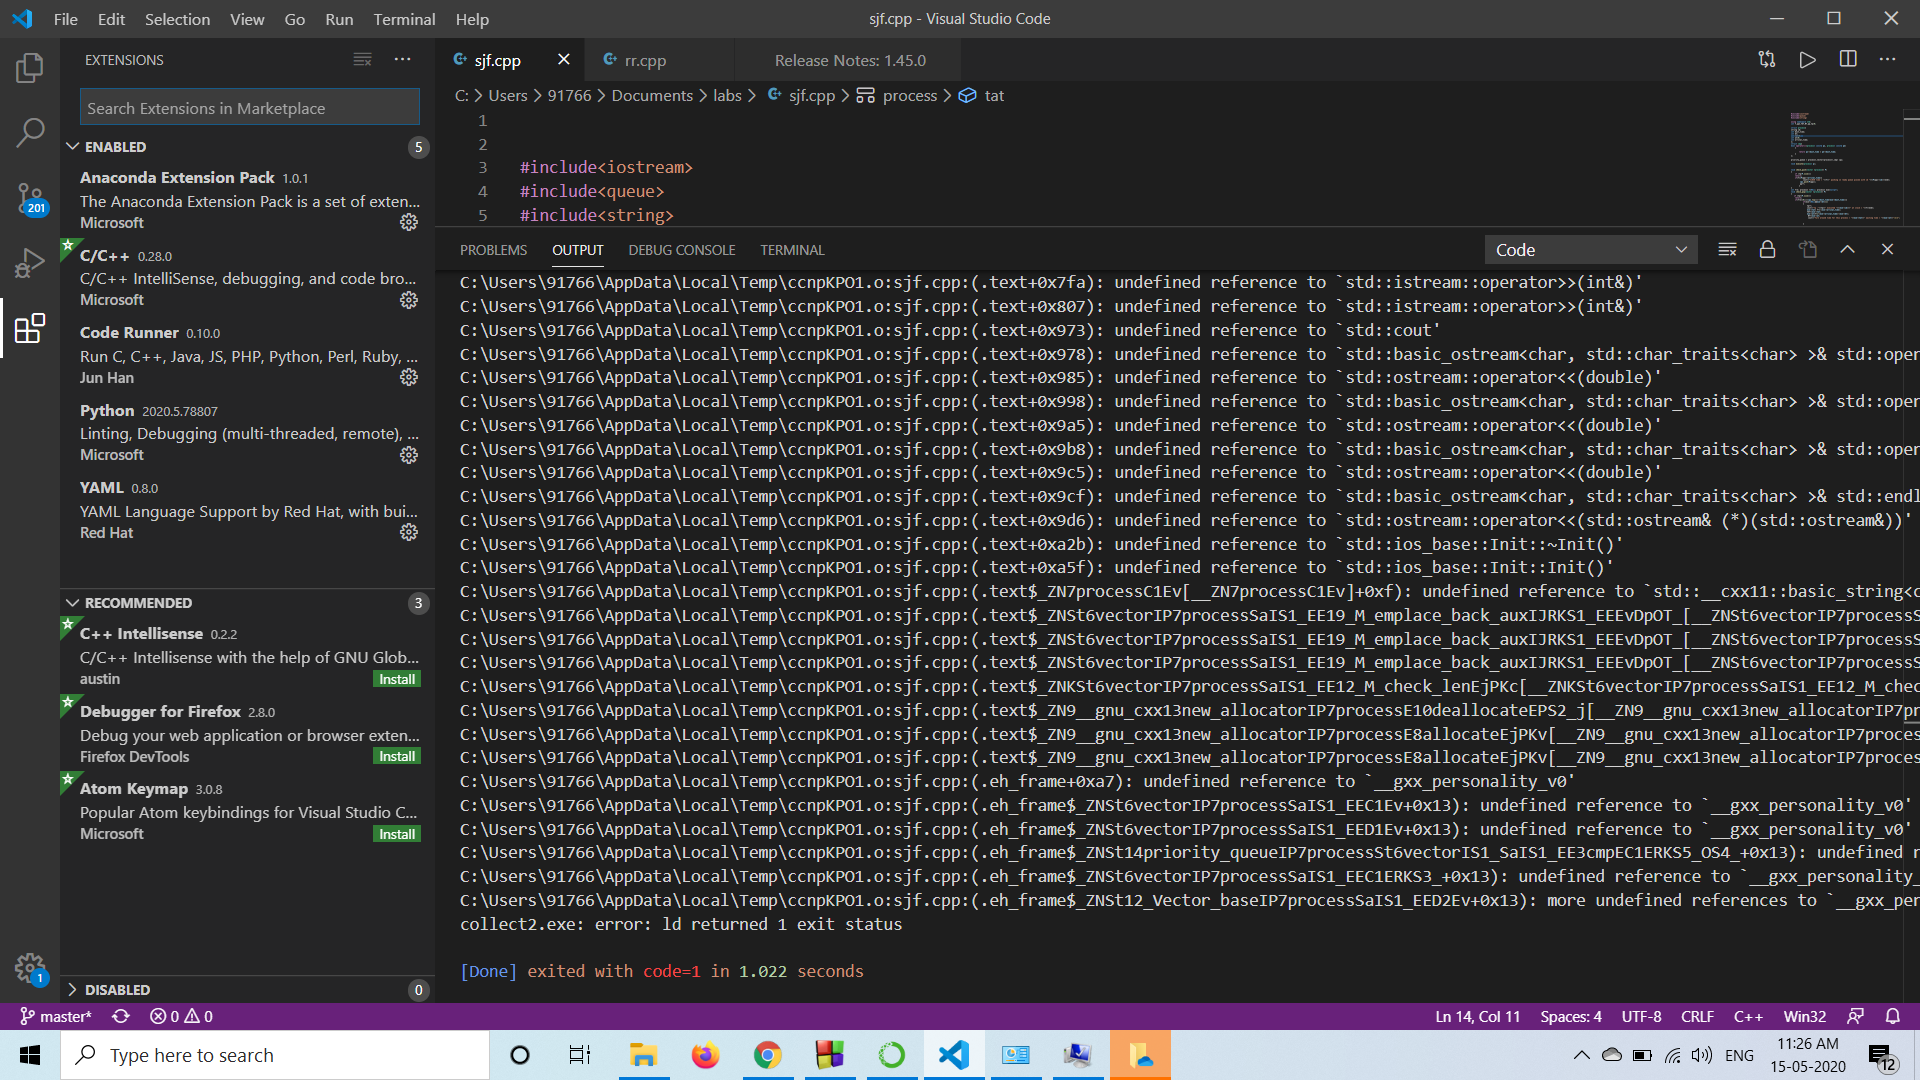 File Edit Selection View Go Run Terminal Help
sjf.cpp - Visual Studio Code
EXTENSIONS
Search Extensions in Marketplace
ENABLED 5
Anaconda Extension Pack 1.0.1
The Anaconda Extension Pack is a set of exten...
Microsoft
C/C++ 0.28.0
C/C++ IntelliSense, debugging, and code bro...
Microsoft
Code Runner 0.10.0
Run C, C++, Java, JS, PHP, Python, Perl, Ruby, ...
Jun Han
Python 2020.5.78807
Linting, Debugging (multi-threaded, remote), ...
Microsoft
YAML 0.8.0
YAML Language Support by Red Hat, with bui...
Red Hat
RECOMMENDED 3
C++ Intellisense 0.2.2
C/C++ Intellisense with the help of GNU Glob...
austin Install
Debugger for Firefox 2.8.0
Debug your web application or browser exten...
Firefox DevTools Install
Atom Keymap 3.0.8
Popular Atom keybindings for Visual Studio C...
Microsoft Install
DISABLED 0
201
1
sjf.cpp rr.cpp Release Notes: 1.45.0
C: > Users > 91766 > Documents > labs > sjf.cpp > process > tat
1
2
3 #include<iostream>
4 #include<queue>
5 #include<string>
PROBLEMS OUTPUT DEBUG CONSOLE TERMINAL Code
C:\Users\91766\AppData\Local\Temp\ccnpKPO1.o:sjf.cpp:(.text+0x7fa): undefined reference to `std::istream::operator>>(int&)'
C:\Users\91766\AppData\Local\Temp\ccnpKPO1.o:sjf.cpp:(.text+0x807): undefined reference to `std::istream::operator>>(int&)'
C:\Users\91766\AppData\Local\Temp\ccnpKPO1.o:sjf.cpp:(.text+0x973): undefined reference to `std::cout'
C:\Users\91766\AppData\Local\Temp\ccnpKPO1.o:sjf.cpp:(.text+0x978): undefined reference to `std::basic_ostream<char, std::char_traits<char> >& std::oper
C:\Users\91766\AppData\Local\Temp\ccnpKPO1.o:sjf.cpp:(.text+0x985): undefined reference to `std::ostream::operator<<(double)'
C:\Users\91766\AppData\Local\Temp\ccnpKPO1.o:sjf.cpp:(.text+0x998): undefined reference to `std::basic_ostream<char, std::char_traits<char> >& std::oper
C:\Users\91766\AppData\Local\Temp\ccnpKPO1.o:sjf.cpp:(.text+0x9a5): undefined reference to `std::ostream::operator<<(double)'
C:\Users\91766\AppData\Local\Temp\ccnpKPO1.o:sjf.cpp:(.text+0x9b8): undefined reference to `std::basic_ostream<char, std::char_traits<char> >& std::oper
C:\Users\91766\AppData\Local\Temp\ccnpKPO1.o:sjf.cpp:(.text+0x9c5): undefined reference to `std::ostream::operator<<(double)'
C:\Users\91766\AppData\Local\Temp\ccnpKPO1.o:sjf.cpp:(.text+0x9cf): undefined reference to `std::basic_ostream<char, std::char_traits<char> >& std::endl
C:\Users\91766\AppData\Local\Temp\ccnpKPO1.o:sjf.cpp:(.text+0x9d6): undefined reference to `std::ostream::operator<<(std::ostream& (*)(std::ostream&))'
C:\Users\91766\AppData\Local\Temp\ccnpKPO1.o:sjf.cpp:(.text+0xa2b): undefined reference to `std::ios_base::Init::~Init()'
C:\Users\91766\AppData\Local\Temp\ccnpKPO1.o:sjf.cpp:(.text+0xa5f): undefined reference to `std::ios_base::Init::Init()'
C:\Users\91766\AppData\Local\Temp\ccnpKPO1.o:sjf.cpp:(.text$_ZN7processC1Ev[__ZN7processC1Ev]+0xf): undefined reference to `std::__cxx11::basic_string<c
C:\Users\91766\AppData\Local\Temp\ccnpKPO1.o:sjf.cpp:(.text$_ZNSt6vectorIP7processSaIS1_EE19_M_emplace_back_auxIJRKS1_EEEvDpOT_[__ZNSt6vectorIP7processS
C:\Users\91766\AppData\Local\Temp\ccnpKPO1.o:sjf.cpp:(.text$_ZNSt6vectorIP7processSaIS1_EE19_M_emplace_back_auxIJRKS1_EEEvDpOT_[__ZNSt6vectorIP7processS
C:\Users\91766\AppData\Local\Temp\ccnpKPO1.o:sjf.cpp:(.text$_ZNSt6vectorIP7processSaIS1_EE19_M_emplace_back_auxIJRKS1_EEEvDpOT_[__ZNSt6vectorIP7processS
C:\Users\91766\AppData\Local\Temp\ccnpKPO1.o:sjf.cpp:(.text$_ZNKSt6vectorIP7processSaIS1_EE12_M_check_lenEjPKc[__ZNKSt6vectorIP7processSaIS1_EE12_M_chec
C:\Users\91766\AppData\Local\Temp\ccnpKPO1.o:sjf.cpp:(.text$_ZN9__gnu_cxx13new_allocatorIP7processE10deallocateEPS2_j[__ZN9__gnu_cxx13new_allocatorIP7pr
C:\Users\91766\AppData\Local\Temp\ccnpKPO1.o:sjf.cpp:(.text$_ZN9__gnu_cxx13new_allocatorIP7processE8allocateEjPKv[__ZN9__gnu_cxx13new_allocatorIP7proces
C:\Users\91766\AppData\Local\Temp\ccnpKPO1.o:sjf.cpp:(.text$_ZN9__gnu_cxx13new_allocatorIP7processE8allocateEjPKv[__ZN9__gnu_cxx13new_allocatorIP7proces
C:\Users\91766\AppData\Local\Temp\ccnpKPO1.o:sjf.cpp:(.eh_frame+0xa7): undefined reference to `__gxx_personality_v0'
C:\Users\91766\AppData\Local\Temp\ccnpKPO1.o:sjf.cpp:(.eh_frame$_ZNSt6vectorIP7processSaIS1_EEC1Ev+0x13): undefined reference to `__gxx_personality_v0'
C:\Users\91766\AppData\Local\Temp\ccnpKPO1.o:sjf.cpp:(.eh_frame$_ZNSt6vectorIP7processSaIS1_EED1Ev+0x13): undefined reference to `__gxx_personality_v0'
C:\Users\91766\AppData\Local\Temp\ccnpKPO1.o:sjf.cpp:(.eh_frame$_ZNSt14priority_queueIP7processSt6vectorIS1_SaIS1_EE3cmpEC1ERKS5_OS4_+0x13): undefined r
C:\Users\91766\AppData\Local\Temp\ccnpKPO1.o:sjf.cpp:(.eh_frame$_ZNSt6vectorIP7processSaIS1_EEC1ERKS3_+0x13): undefined reference to `__gxx_personality_
C:\Users\91766\AppData\Local\Temp\ccnpKPO1.o:sjf.cpp:(.eh_frame$_ZNSt12_Vector_baseIP7processSaIS1_EED2Ev+0x13): more undefined references to `__gxx_per
collect2.exe: error: ld returned 1 exit status
[Done] exited with code=1 in 1.022 seconds
master* 0 0 Ln 14, Col 11 Spaces: 4 UTF-8 CRLF C++ Win32
Type here to search
ENG 11:26 AM
15-05-2020
12